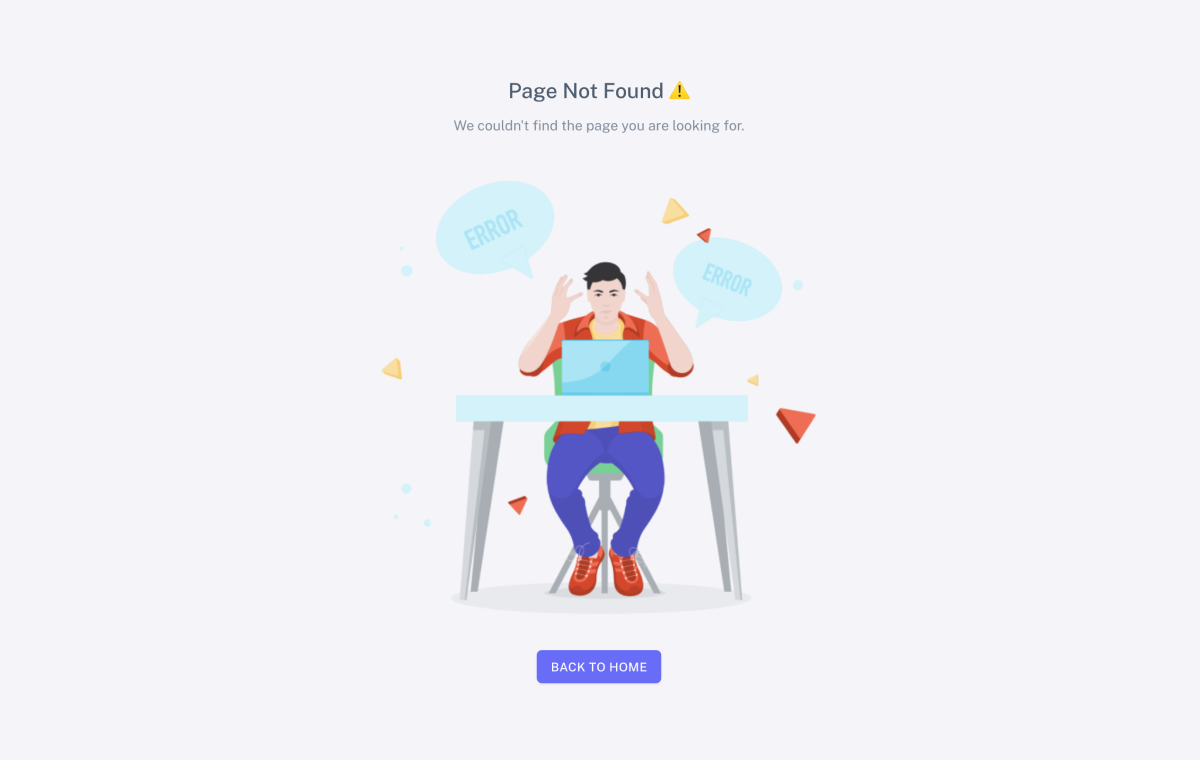 Page Not Found ⚠️
We couldn't find the page you are looking for.
ERROR
ERROR
BACK TO HOME